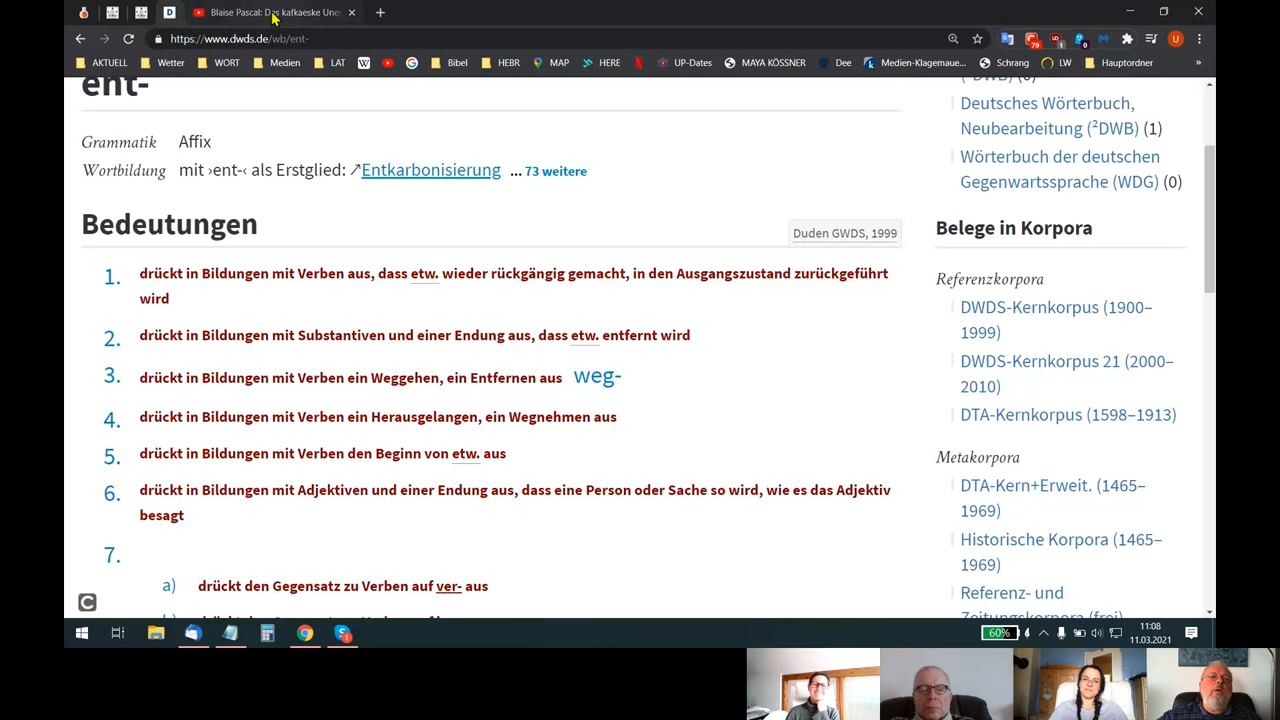 Blaise Pascal: Das kafkaeske Une
https://www.dwds.de/wb/ent-
79
1
0
U
AKTUELL
Wetter
WORT
Medien
LAT
Bibel
HEBR
MAP
HERE
UP-Dates
MAYA KÖSSNER
Dee
Medien-Klagemaue...
Schrang
LW
Hauptordner
»
ent-
Grammatik Affix
Wortbildung mit ›ent-‹ als Erstglied: ↗Entkarbonisierung ... 73 weitere
Bedeutungen
Duden GWDS, 1999
1. drückt in Bildungen mit Verben aus, dass etw. wieder rückgängig gemacht, in den Ausgangszustand zurückgeführt
wird
2. drückt in Bildungen mit Substantiven und einer Endung aus, dass etw. entfernt wird
3. drückt in Bildungen mit Verben ein Weggehen, ein Entfernen aus weg-
4. drückt in Bildungen mit Verben ein Herausgelangen, ein Wegnehmen aus
5. drückt in Bildungen mit Verben den Beginn von etw. aus
6. drückt in Bildungen mit Adjektiven und einer Endung aus, dass eine Person oder Sache so wird, wie es das Adjektiv
besagt
7.
a) drückt den Gegensatz zu Verben auf ver- aus
(¹DWB) (0)
Deutsches Wörterbuch,
Neubearbeitung (²DWB) (1)
Wörterbuch der deutschen
Gegenwartssprache (WDG) (0)
Belege in Korpora
Referenzkorpora
DWDS-Kernkorpus (1900–
1999)
DWDS-Kernkorpus 21 (2000–
2010)
DTA-Kernkorpus (1598–1913)
Metakorpora
DTA-Kern+Erweit. (1465–
1969)
Historische Korpora (1465–
1969)
Referenz- und
Zeitungskorpora (frei)
60%
11:08
11.03.2021